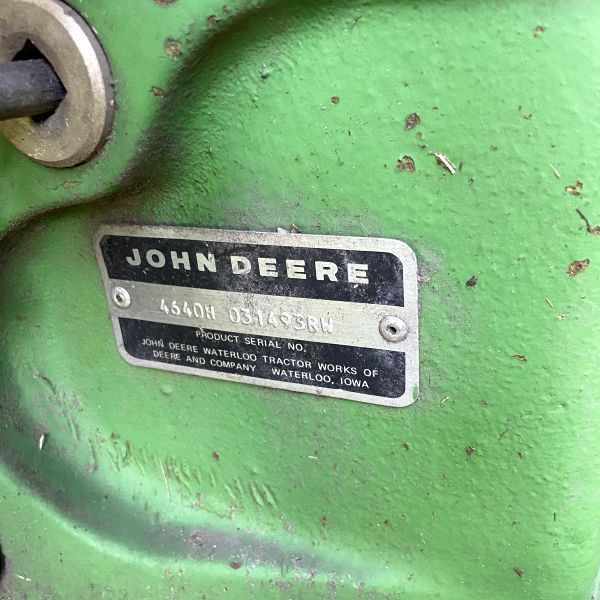 JOHN DEERE
4640H 031493RW
PRODUCT SERIAL NO.
JOHN DEERE WATERLOO TRACTOR WORKS OF
DEERE AND COMPANY WATERLOO, IOWA